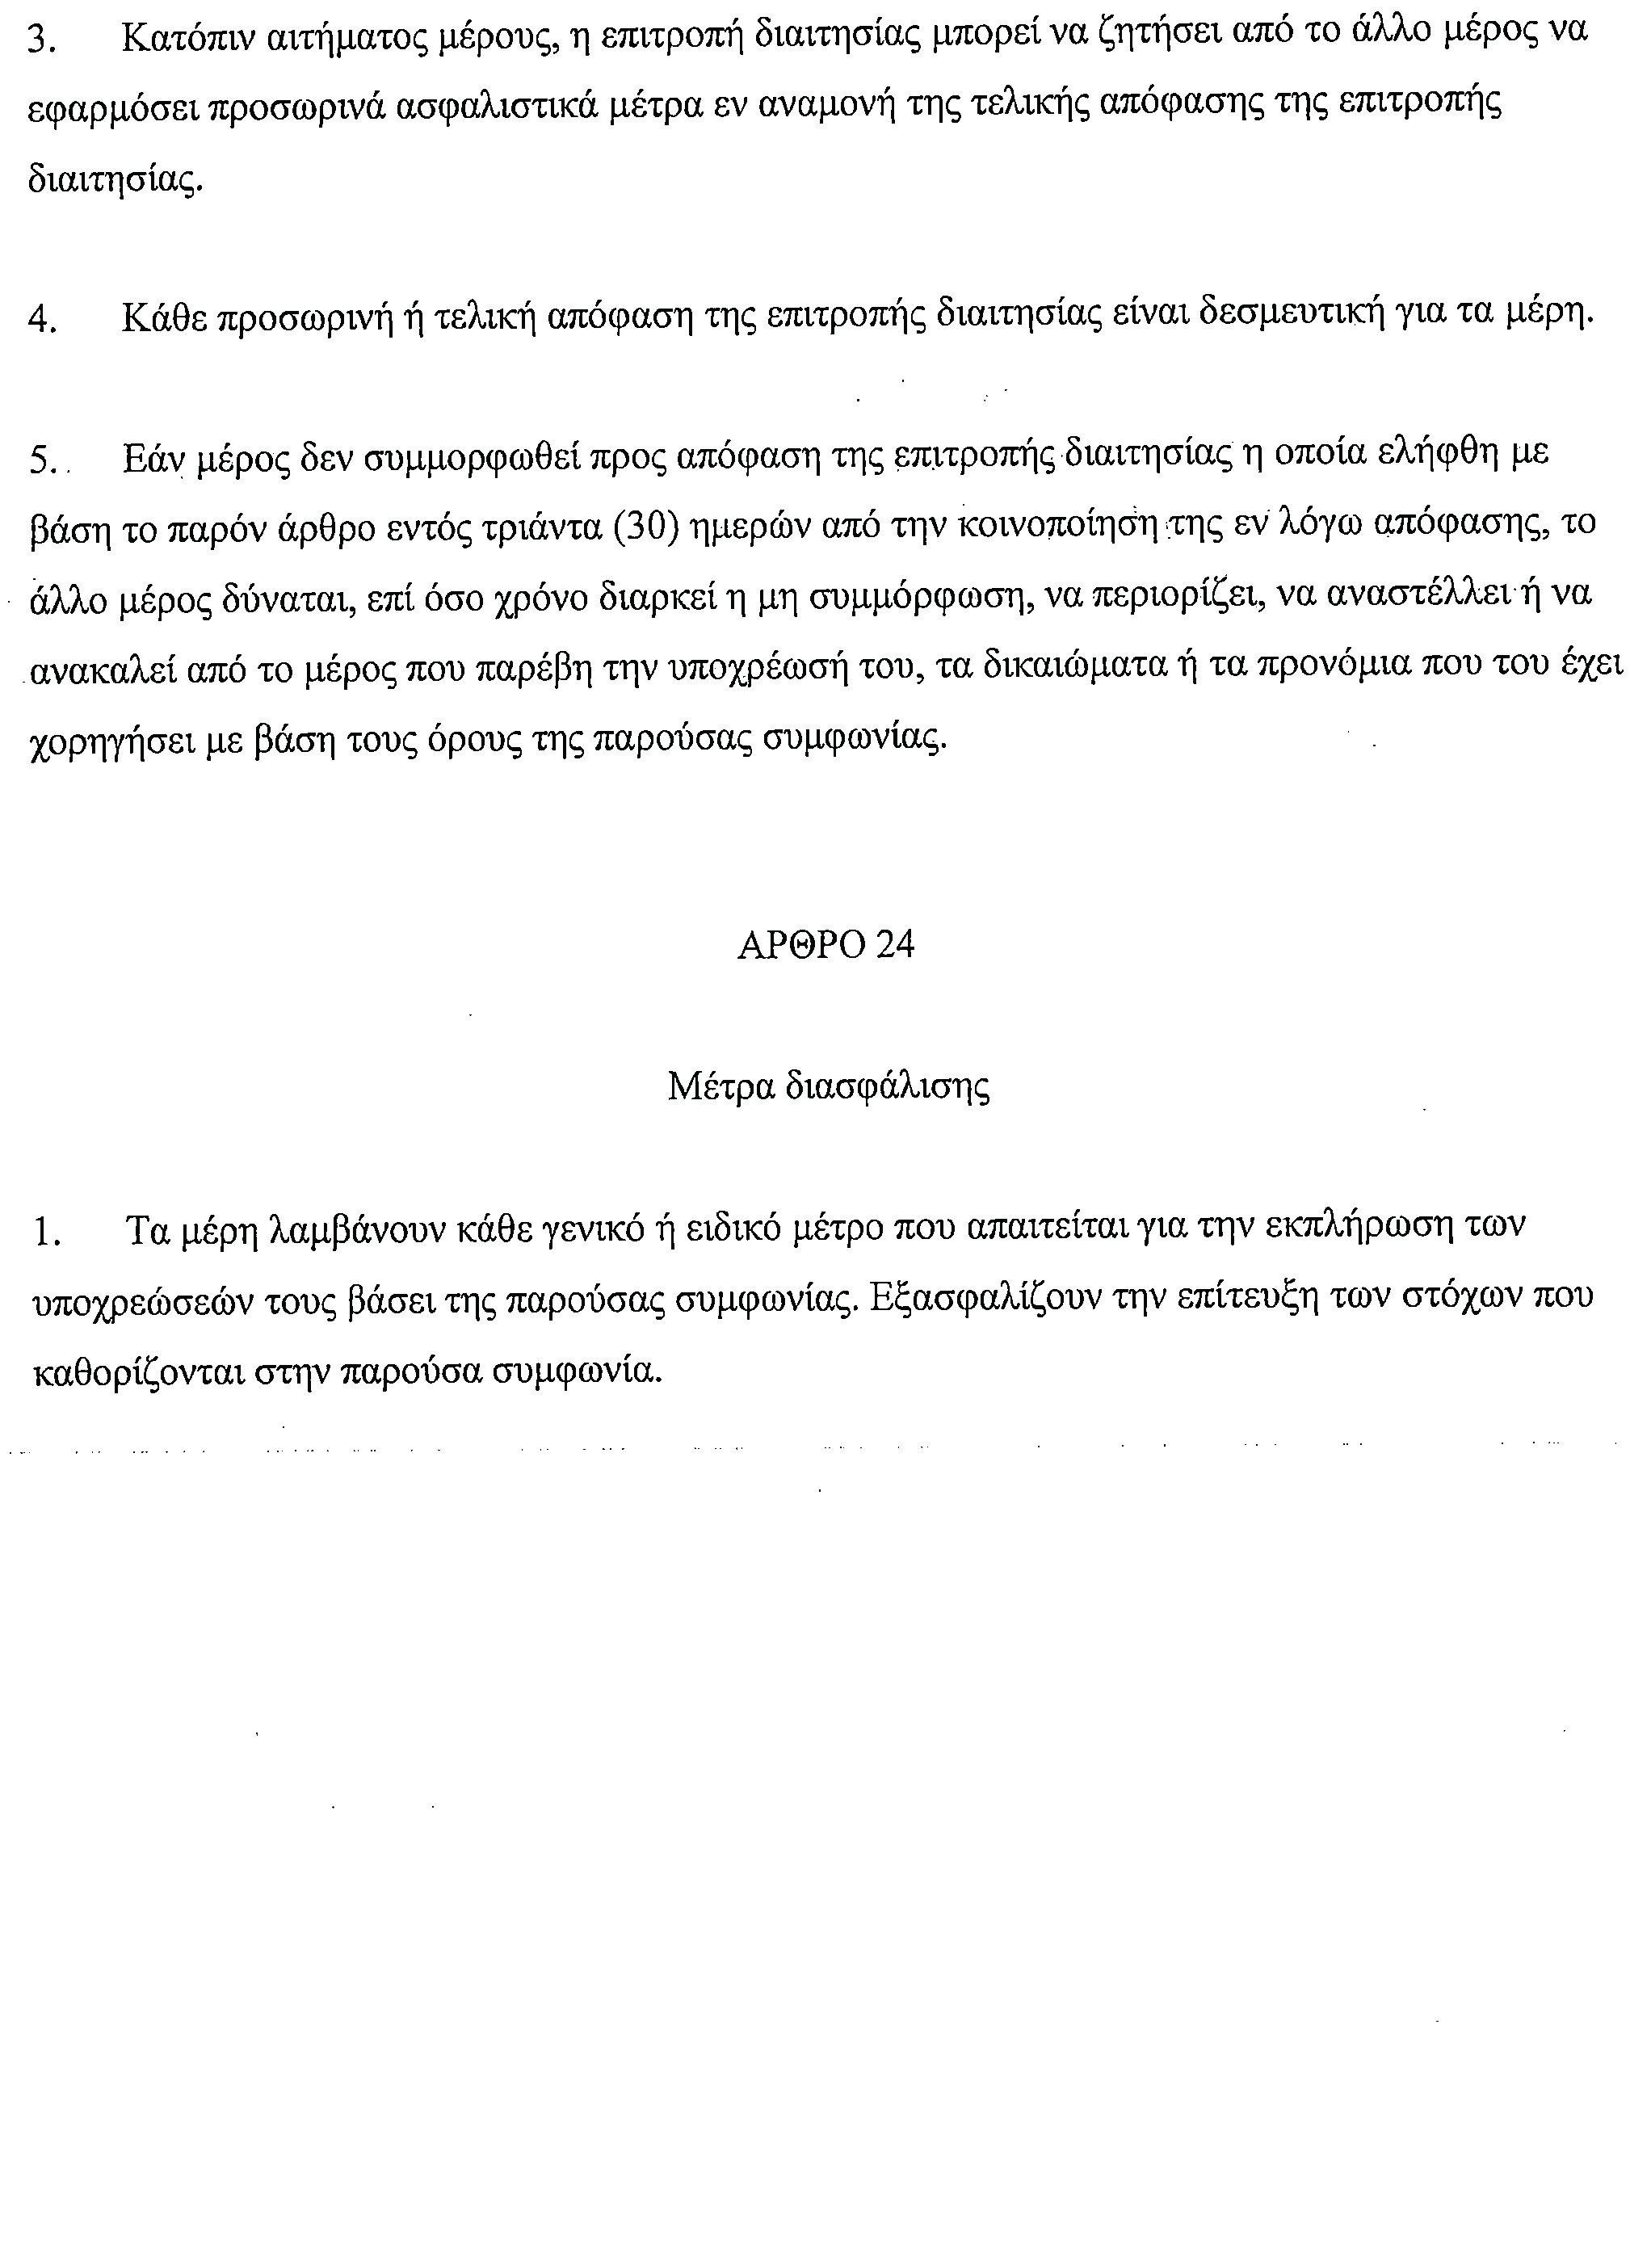 3. Κατόπιν αιτήματος μέρους, η επιτροπή διαιτησίας μπορεί να ζητήσει από το άλλο μέρος να
εφαρμόσει προσωρινά ασφαλιστικά μέτρα εν αναμονή της τελικής απόφασης της επιτροπής
διαιτησίας.
4. Κάθε προσωρινή ή τελική απόφαση της επιτροπής διαιτησίας είναι δεσμευτική για τα μέρη.
5. Εάν μέρος δεν συμμορφωθεί προς απόφαση της επιτροπής διαιτησίας η οποία ελήφθη με
βάση το παρόν άρθρο εντός τριάντα (30) ημερών από την κοινοποίηση της εν λόγω απόφασης, το
άλλο μέρος δύναται, επί όσο χρόνο διαρκεί η μη συμμόρφωση, να περιορίζει, να αναστέλλει ή να
ανακαλεί από το μέρος που παρέβη την υποχρέωσή του, τα δικαιώματα ή τα προνόμια που του έχει
χορηγήσει με βάση τους όρους της παρούσας συμφωνίας.
ΑΡΘΡΟ 24
Μέτρα διασφάλισης
1. Τα μέρη λαμβάνουν κάθε γενικό ή ειδικό μέτρο που απαιτείται για την εκπλήρωση των
υποχρεώσεών τους βάσει της παρούσας συμφωνίας. Εξασφαλίζουν την επίτευξη των στόχων που
καθορίζονται στην παρούσα συμφωνία.